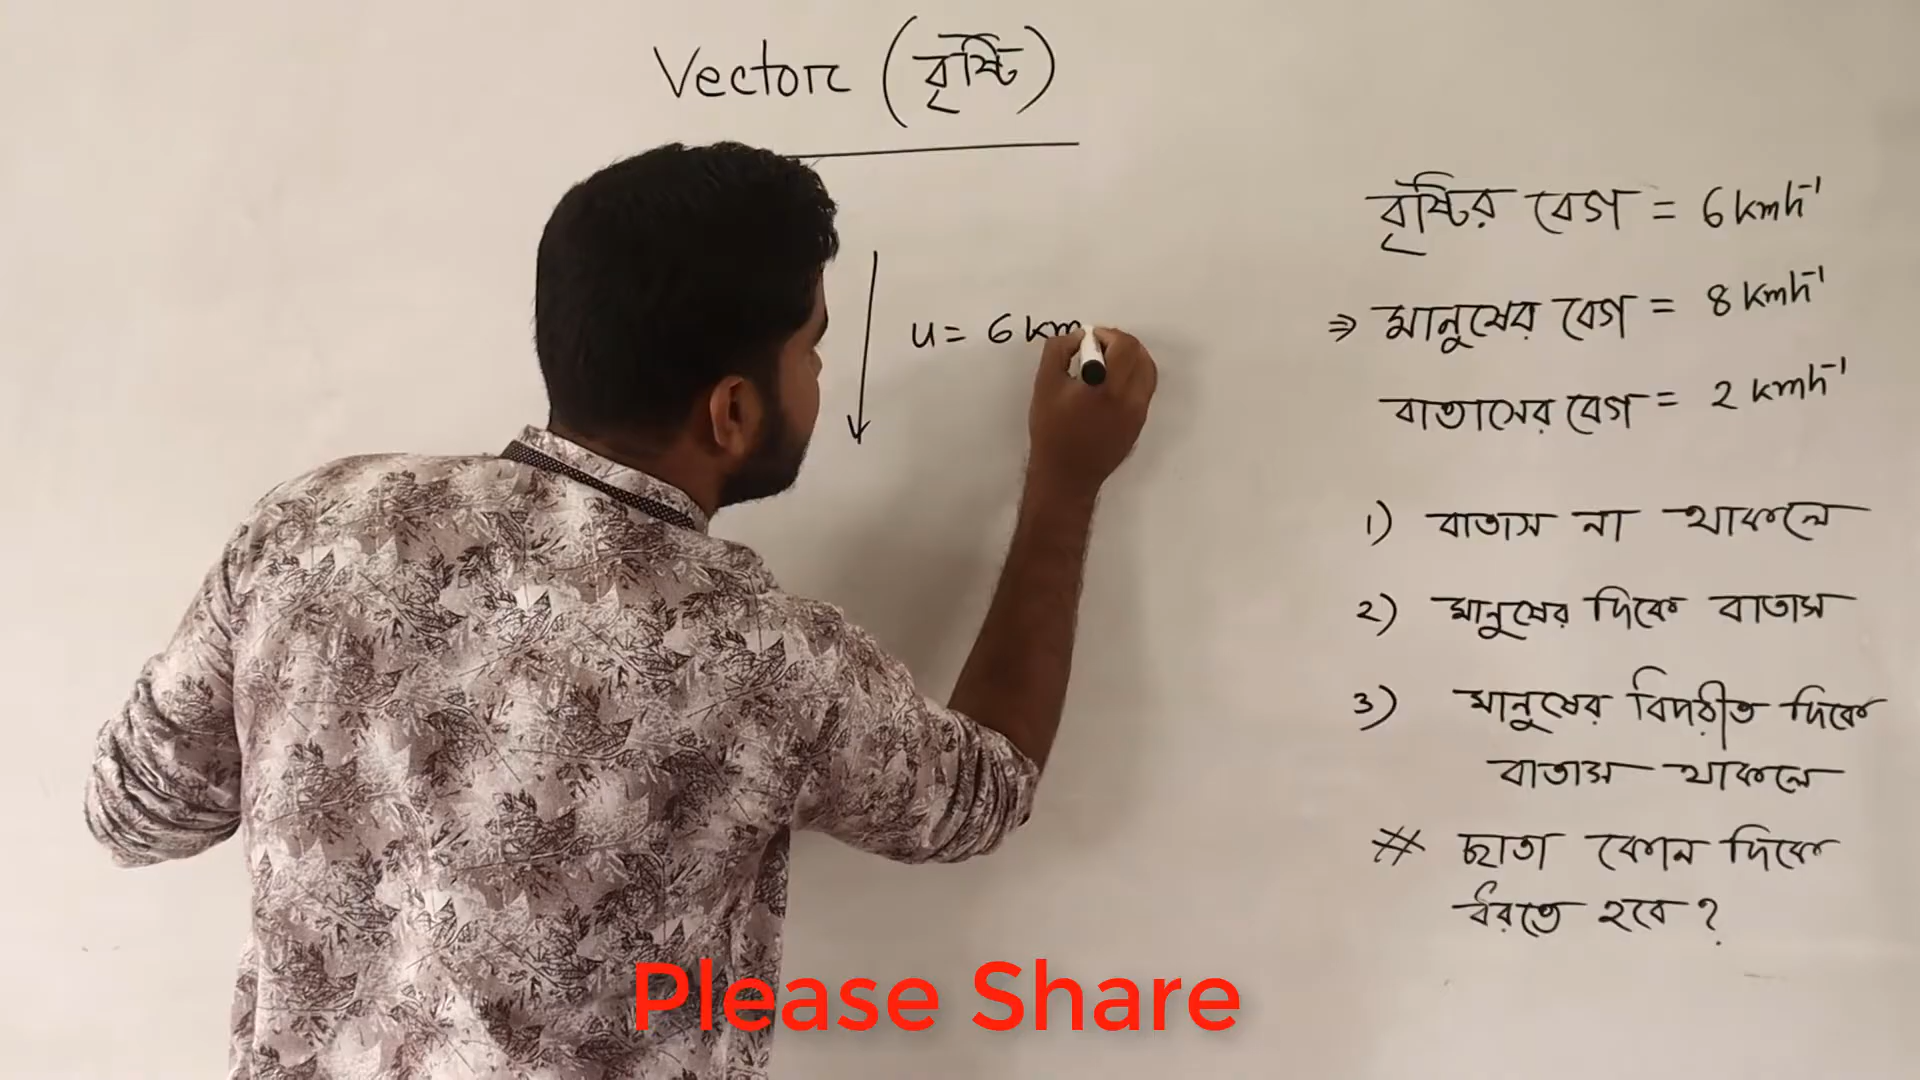 Vector (বৃষ্টি)
u = 6 km
বৃষ্টির বেগ = 6 kmh⁻¹
⇒ মানুষের বেগ = 8 kmh⁻¹
বাতাসের বেগ = 2 kmh⁻¹
1) বাতাস না থাকলে
2) মানুষের দিকে বাতাস
3) মানুষের বিপরীত দিকে
বাতাস থাকলে
# ছাতা কোন দিকে
ধরতে হবে ?
Please Share